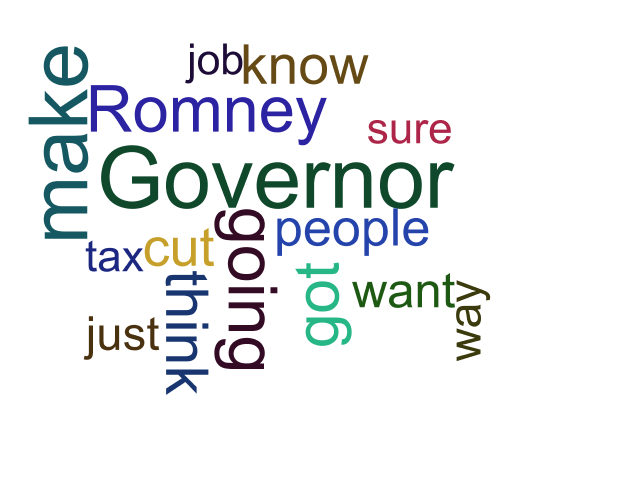 job
know
make
Romney
sure
Governor
people
going
cut
tax
got
think
want
way
just